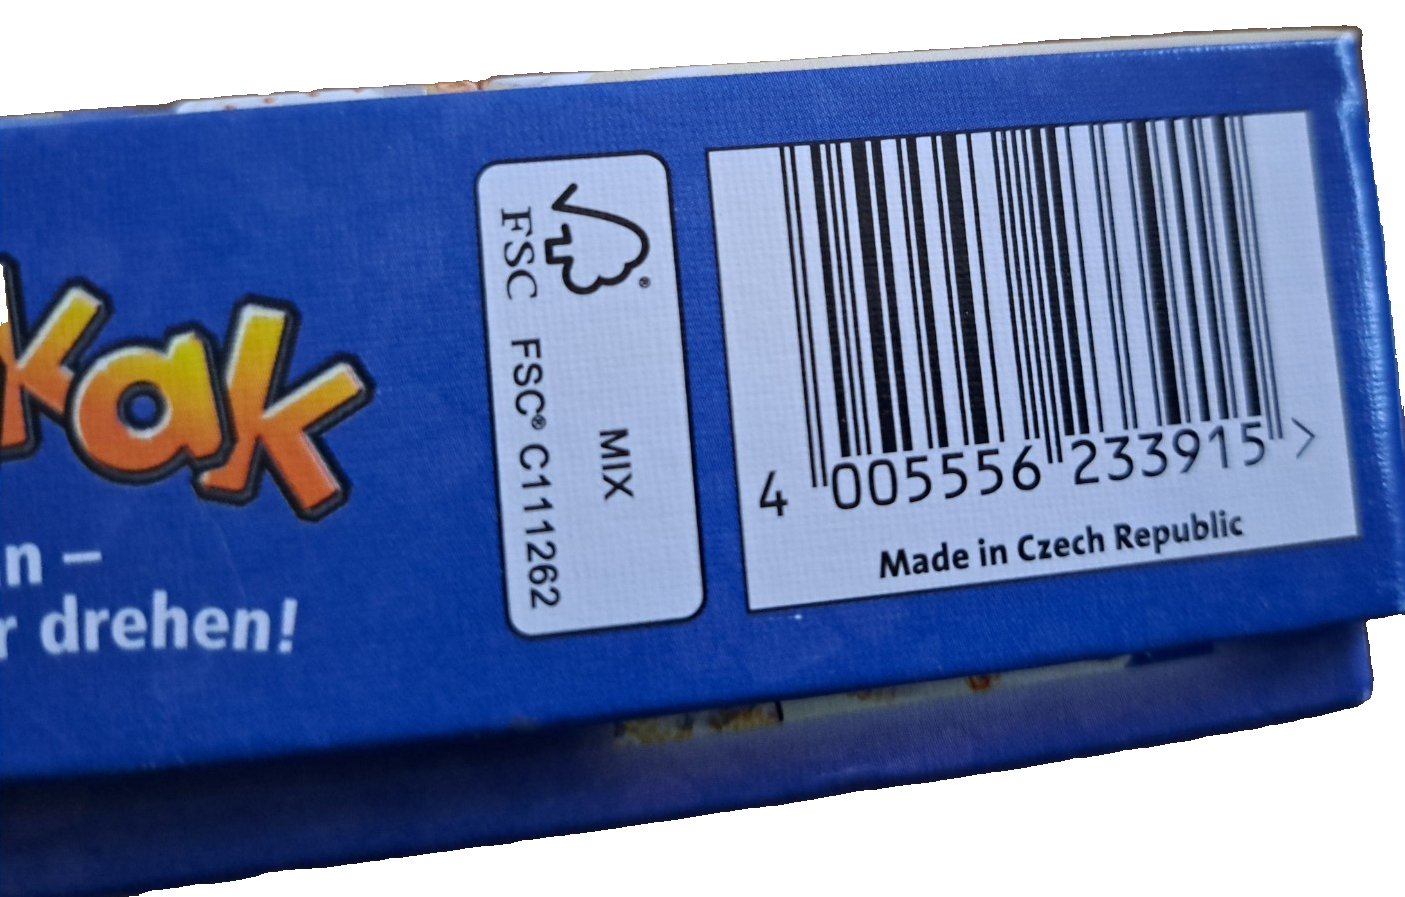 kak
n –
r drehen!
FSC ®
MIX
FSC® C111262
4 005556 233915 >
Made in Czech Republic